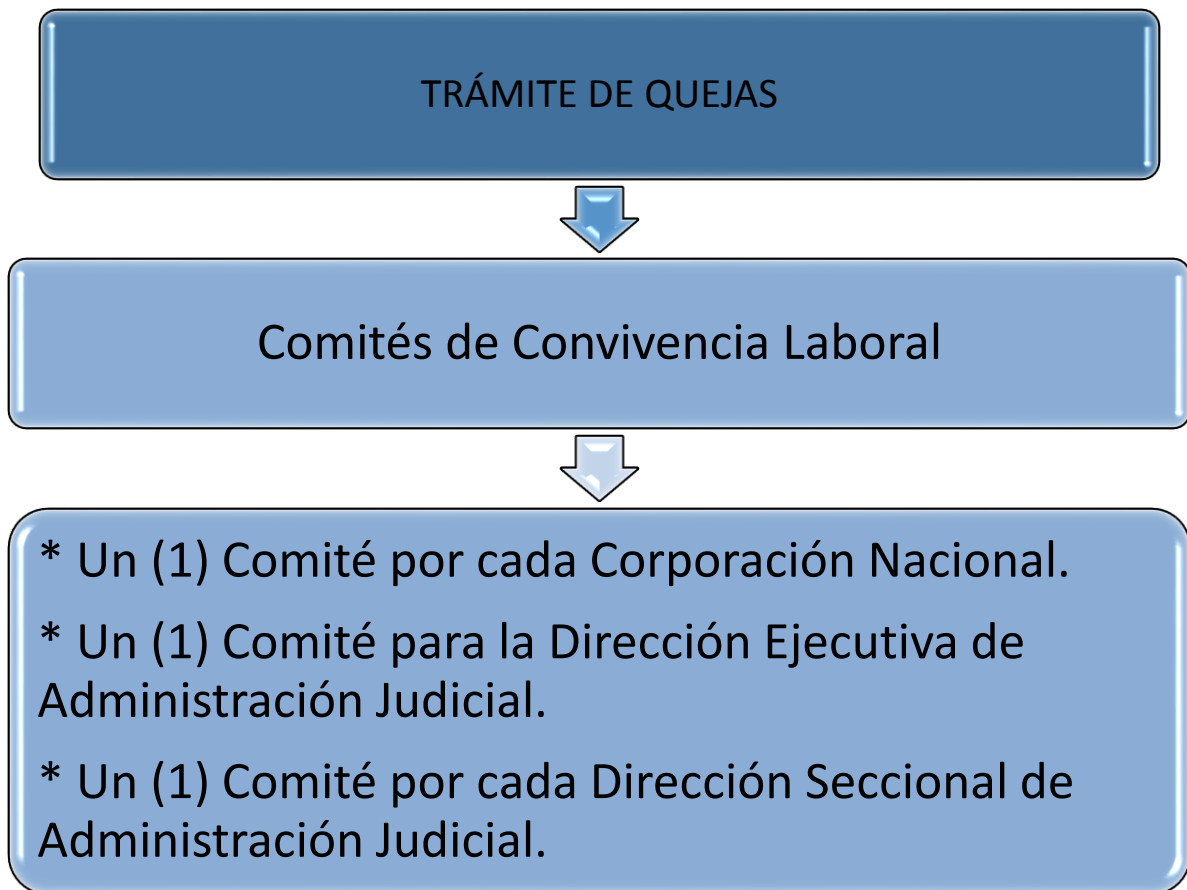 TRÁMITE DE QUEJAS
Comités de Convivencia Laboral
* Un (1) Comité por cada Corporación Nacional.
* Un (1) Comité para la Dirección Ejecutiva de
Administración Judicial.
* Un (1) Comité por cada Dirección Seccional de
Administración Judicial.